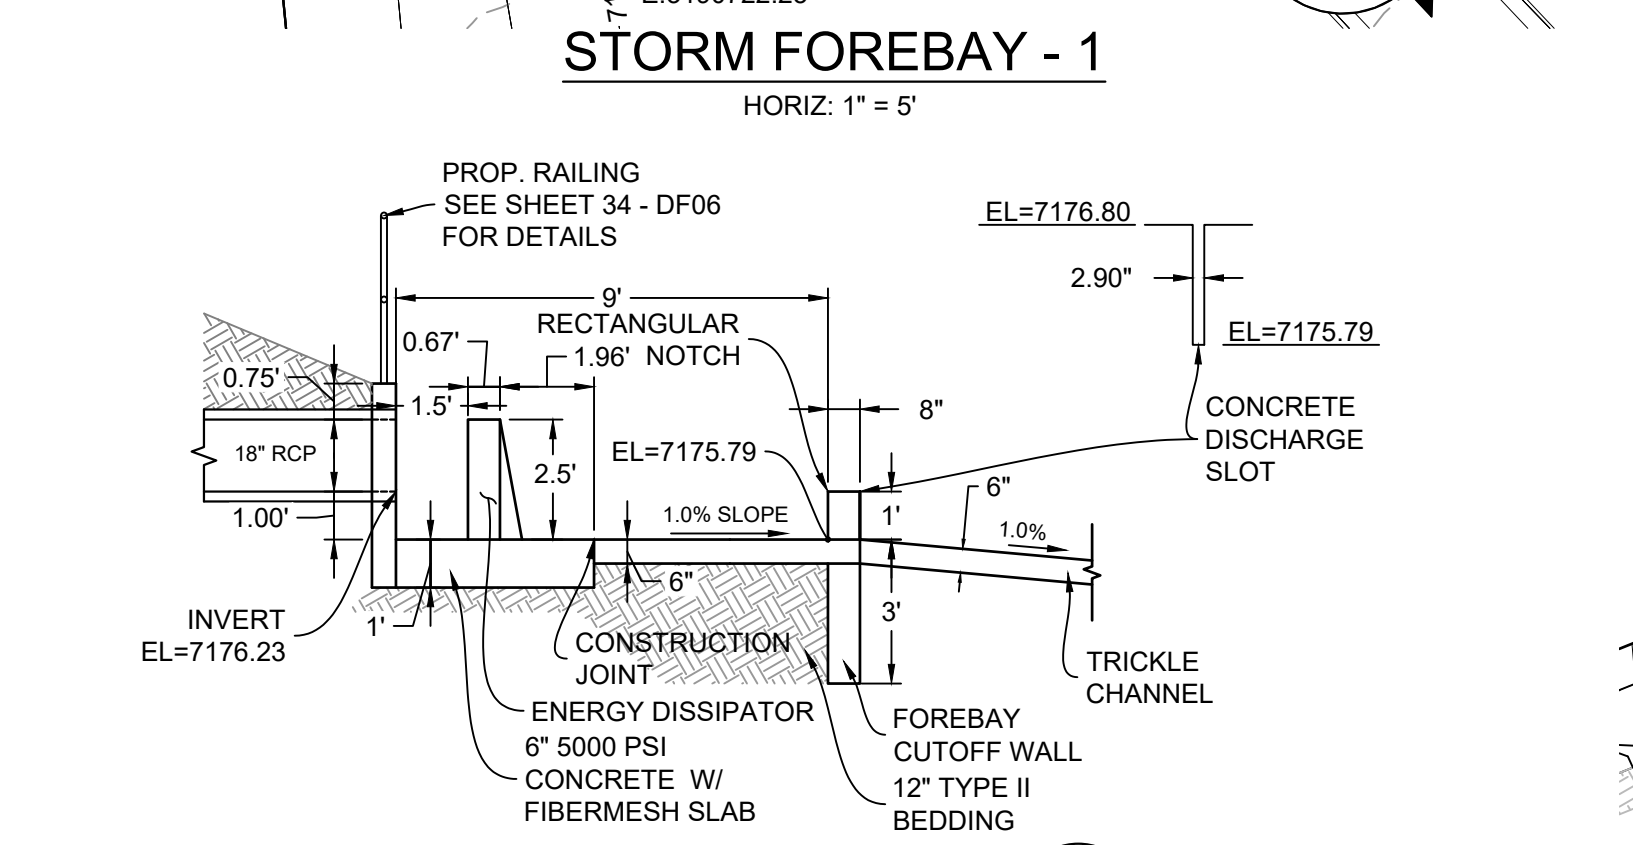 STORM FOREBAY - 1
HORIZ: 1" = 5'
PROP. RAILING
SEE SHEET 34 - DF06
FOR DETAILS
EL=7176.80
2.90"
EL=7175.79
9'
RECTANGULAR
NOTCH
0.67'
1.96'
0.75'
1.5'
8"
CONCRETE
DISCHARGE
SLOT
18" RCP
EL=7175.79
2.5'
6"
1.00'
1.0% SLOPE
1'
1.0%
6"
3'
INVERT
EL=7176.23
1'
CONSTRUCTION
JOINT
TRICKLE
CHANNEL
ENERGY DISSIPATOR
6" 5000 PSI
CONCRETE W/
FIBERMESH SLAB
FOREBAY
CUTOFF WALL
12" TYPE II
BEDDING